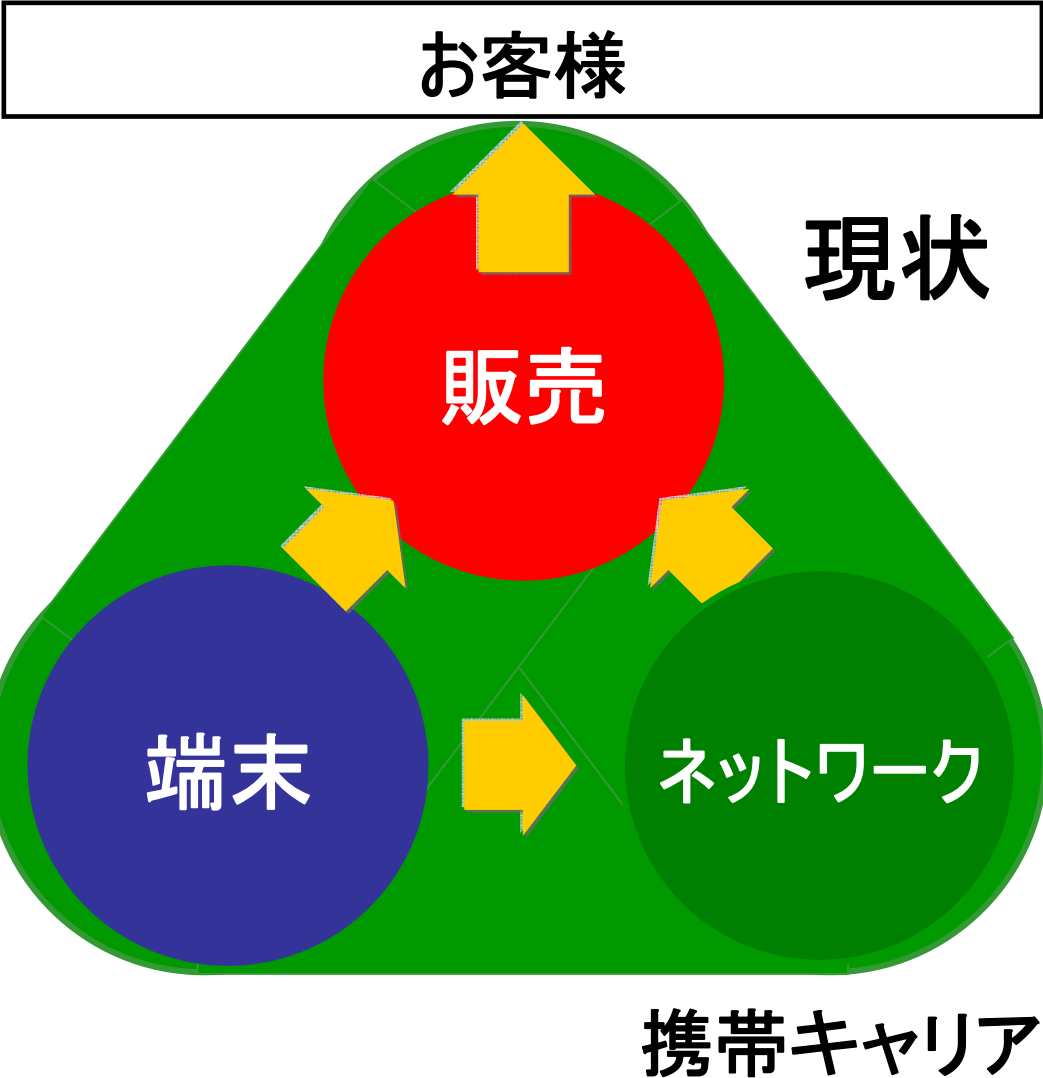 お客様
現状
販売
端末
ネットワーク
携帯キャリア